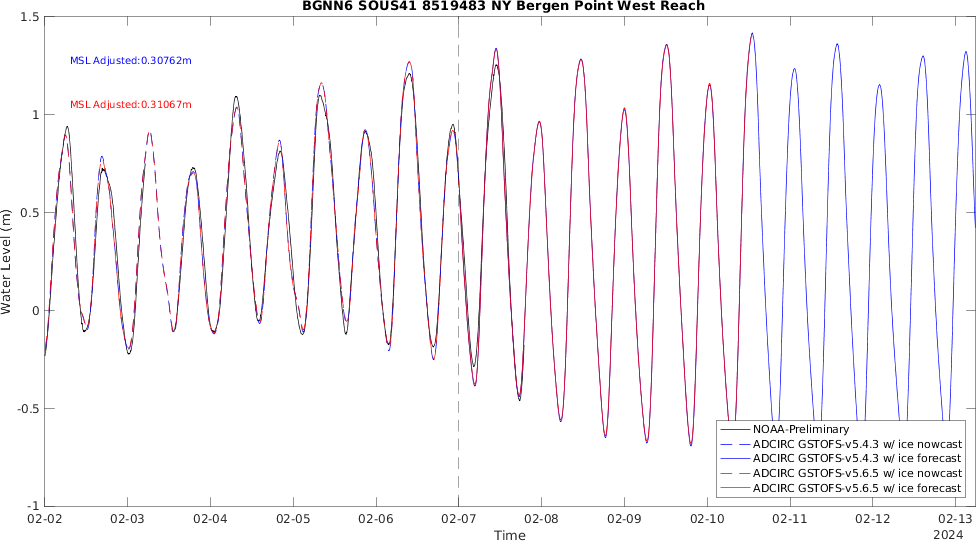 BGNN6 SOUS41 8519483 NY Bergen Point West Reach
1.5
MSL Adjusted:0.30762m
MSL Adjusted:0.31067m
1
0.5
Water Level (m)
0
-0.5
NOAA-Preliminary
ADCIRC GSTOFS-v5.4.3 w/ ice nowcast
ADCIRC GSTOFS-v5.4.3 w/ ice forecast
ADCIRC GSTOFS-v5.6.5 w/ ice nowcast
ADCIRC GSTOFS-v5.6.5 w/ ice forecast
-1
02-02 02-03 02-04 02-05 02-06 02-07 02-08 02-09 02-10 02-11 02-12 02-13
Time
2024